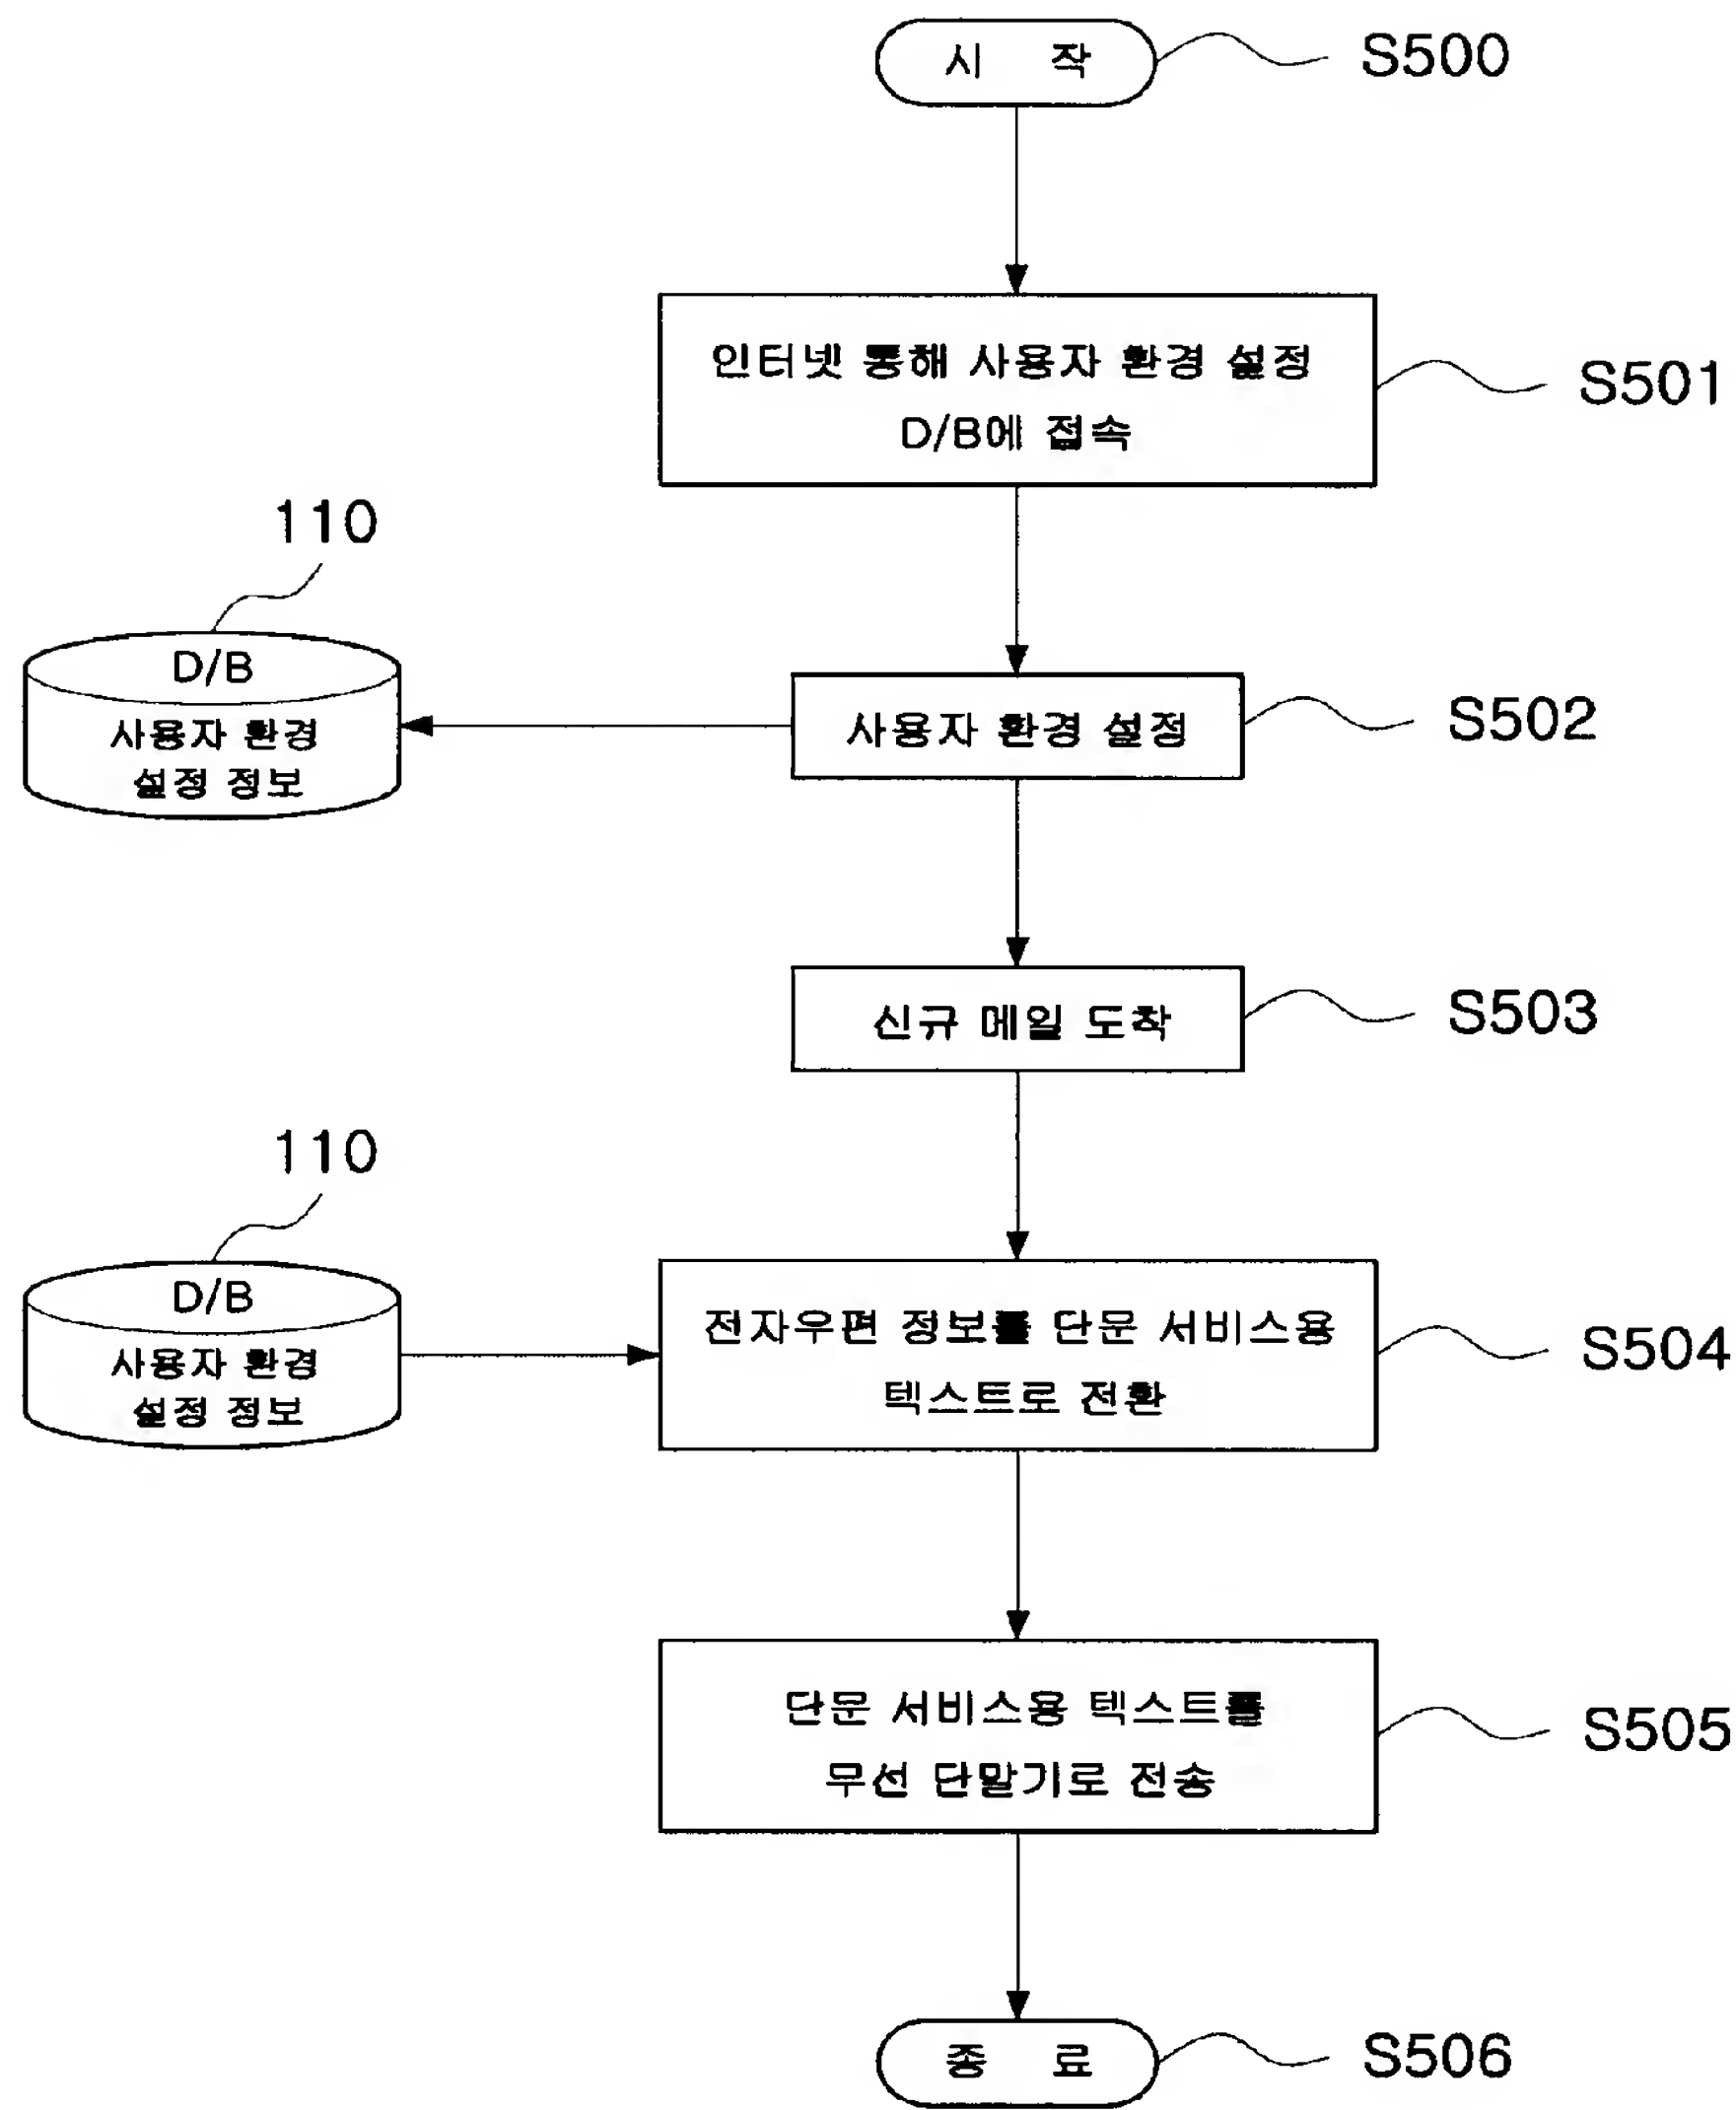 시 작
S500
인터넷 통해 사용자 환경 설정
D/B에 접속
S501
110
D/B
사용자 환경
설정 정보
사용자 환경 설정
S502
신규 메일 도착
S503
110
D/B
사용자 환경
설정 정보
전자우편 정보를 단문 서비스용
텍스트로 전환
S504
단문 서비스용 텍스트를
무선 단말기로 전송
S505
종 료
S506